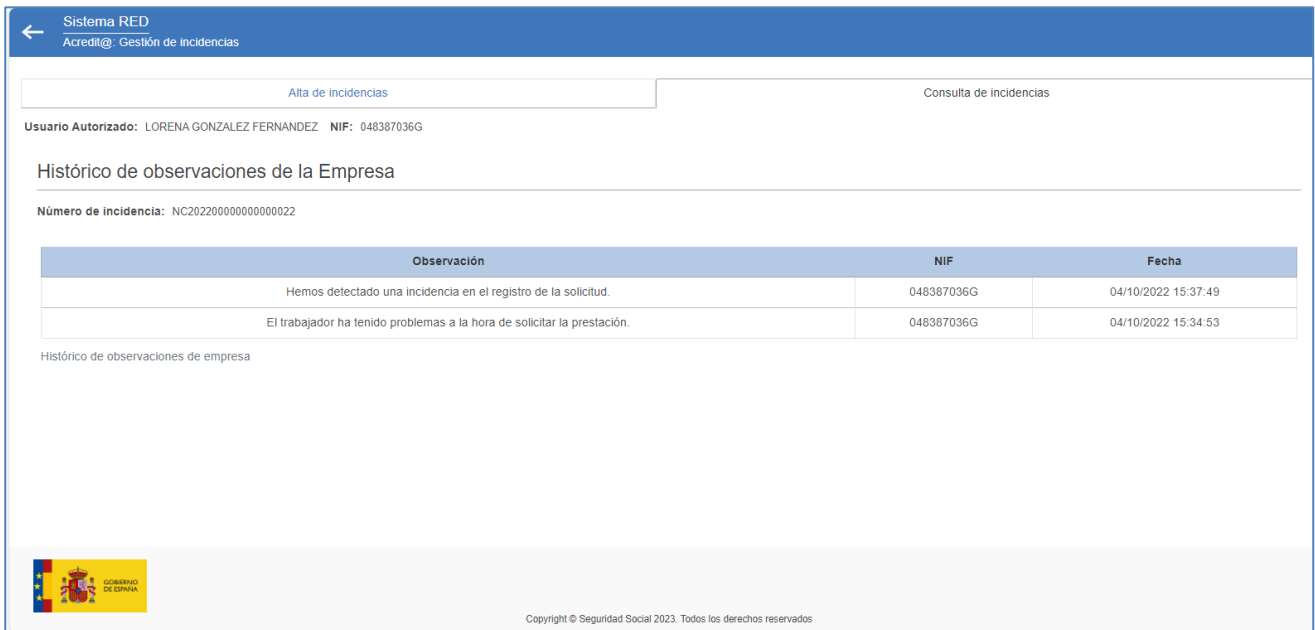 Sistema RED
Acredit@: Gestión de incidencias
Alta de incidencias Consulta de incidencias
Usuario Autorizado: LORENA GONZALEZ FERNANDEZ NIF: 048387036G
Histórico de observaciones de la Empresa
Número de incidencia: NC202200000000000022
Observación NIF Fecha
Hemos detectado una incidencia en el registro de la solicitud. 048387036G 04/10/2022 15:37:49
El trabajador ha tenido problemas a la hora de solicitar la prestación. 048387036G 04/10/2022 15:34:53
Histórico de observaciones de empresa
GOBIERNO
DE ESPAÑA
Copyright © Seguridad Social 2023. Todos los derechos reservados